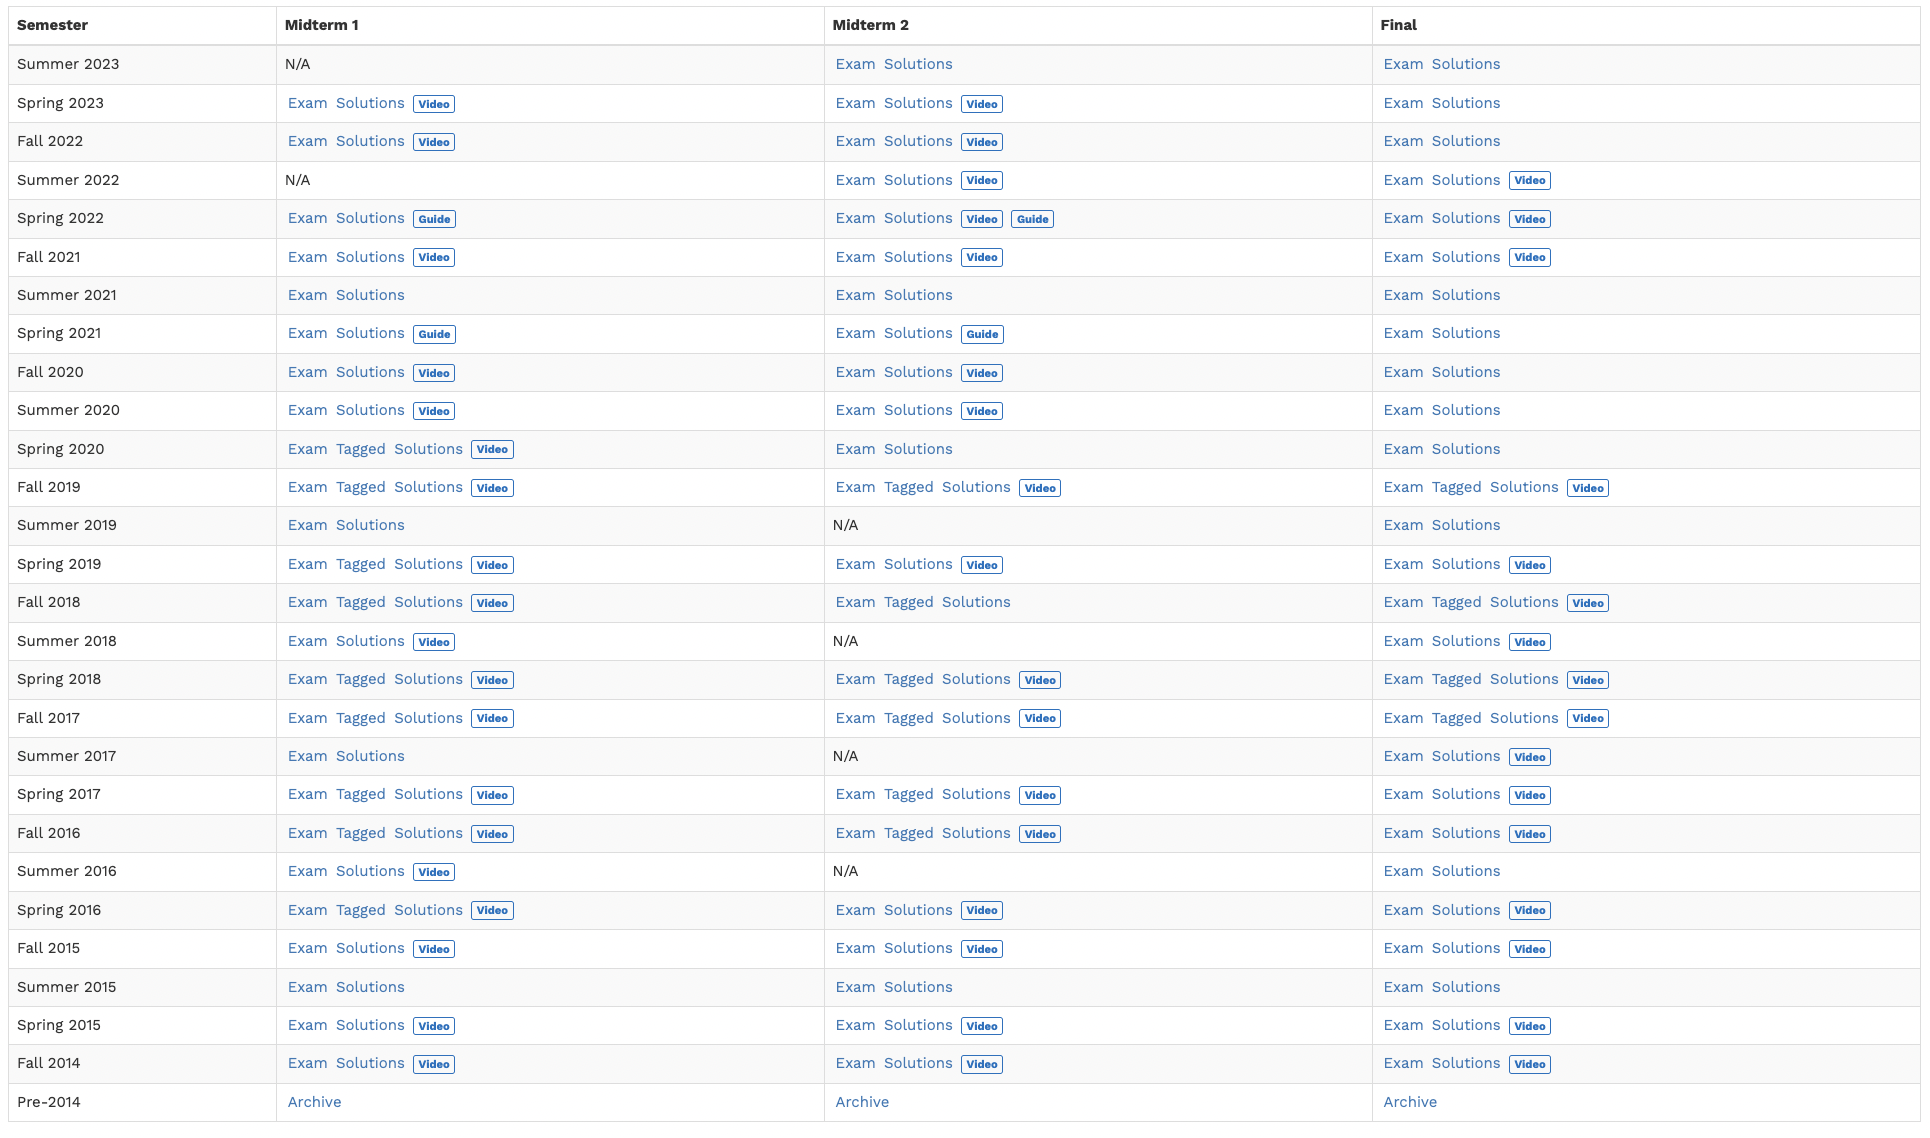 Semester Midterm 1 Midterm 2 Final
Summer 2023 N/A Exam Solutions Exam Solutions
Spring 2023 Exam Solutions Video Exam Solutions Video Exam Solutions
Fall 2022 Exam Solutions Video Exam Solutions Video Exam Solutions
Summer 2022 N/A Exam Solutions Video Exam Solutions Video
Spring 2022 Exam Solutions Guide Exam Solutions Video Guide Exam Solutions Video
Fall 2021 Exam Solutions Video Exam Solutions Video Exam Solutions Video
Summer 2021 Exam Solutions Exam Solutions Exam Solutions
Spring 2021 Exam Solutions Guide Exam Solutions Guide Exam Solutions
Fall 2020 Exam Solutions Video Exam Solutions Video Exam Solutions
Summer 2020 Exam Solutions Video Exam Solutions Video Exam Solutions
Spring 2020 Exam Tagged Solutions Video Exam Solutions Exam Solutions
Fall 2019 Exam Tagged Solutions Video Exam Tagged Solutions Video Exam Tagged Solutions Video
Summer 2019 Exam Solutions N/A Exam Solutions
Spring 2019 Exam Tagged Solutions Video Exam Solutions Video Exam Solutions Video
Fall 2018 Exam Tagged Solutions Video Exam Tagged Solutions Exam Tagged Solutions Video
Summer 2018 Exam Solutions Video N/A Exam Solutions Video
Spring 2018 Exam Tagged Solutions Video Exam Tagged Solutions Video Exam Tagged Solutions Video
Fall 2017 Exam Tagged Solutions Video Exam Tagged Solutions Video Exam Tagged Solutions Video
Summer 2017 Exam Solutions N/A Exam Solutions Video
Spring 2017 Exam Tagged Solutions Video Exam Tagged Solutions Video Exam Solutions Video
Fall 2016 Exam Tagged Solutions Video Exam Tagged Solutions Video Exam Solutions Video
Summer 2016 Exam Solutions Video N/A Exam Solutions
Spring 2016 Exam Tagged Solutions Video Exam Solutions Video Exam Solutions Video
Fall 2015 Exam Solutions Video Exam Solutions Video Exam Solutions Video
Summer 2015 Exam Solutions Exam Solutions Exam Solutions
Spring 2015 Exam Solutions Video Exam Solutions Video Exam Solutions Video
Fall 2014 Exam Solutions Video Exam Solutions Video Exam Solutions Video
Pre-2014 Archive Archive Archive